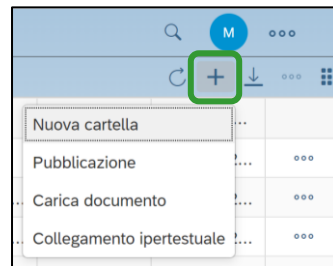 M
Nuova cartella
Pubblicazione
Carica documento
Collegamento ipertestuale